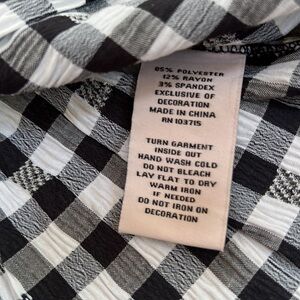 85% POLYESTER
12% RAYON
3% SPANDEX
EXCLUSIVE OF
DECORATION
MADE IN CHINA
RN 103715
TURN GARMENT
INSIDE OUT
HAND WASH COLD
DO NOT BLEACH
LAY FLAT TO DRY
WARM IRON
IF NEEDED
DO NOT IRON ON
DECORATION